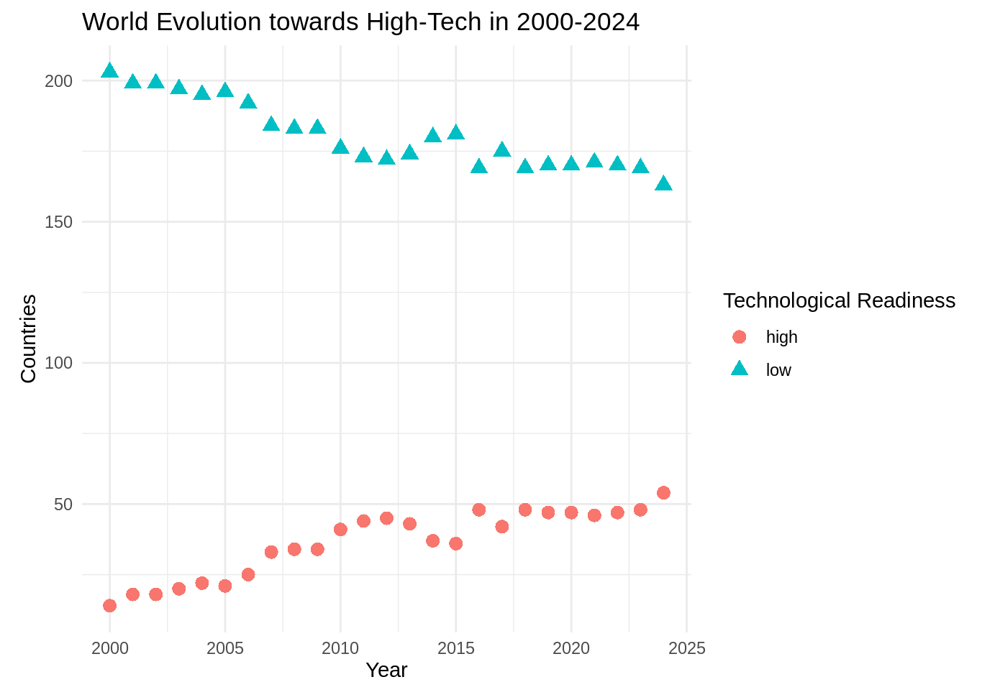 World Evolution towards High-Tech in 2000-2024
200
150
100
50
Countries
2000 2005 2010 2015 2020 2025
Year
Technological Readiness
high
low